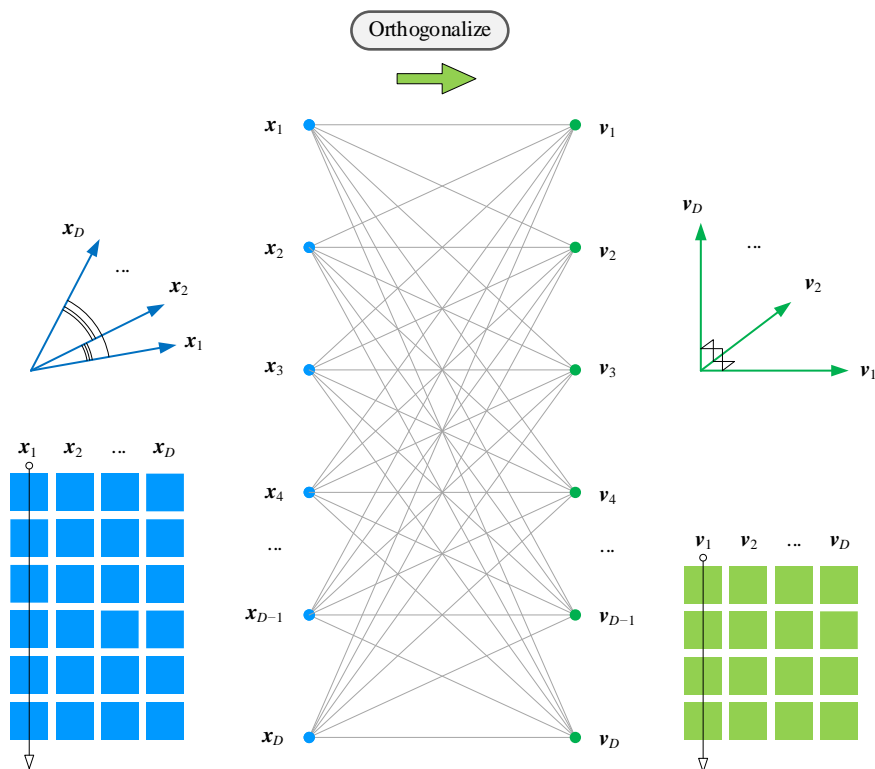 Orthogonalize
x1
x2
x3
x4
...
xD−1
xD
v1
v2
v3
v4
...
vD−1
vD
xD
...
x2
x1
vD
...
v2
v1
x1 x2 ... xD
v1 v2 ... vD